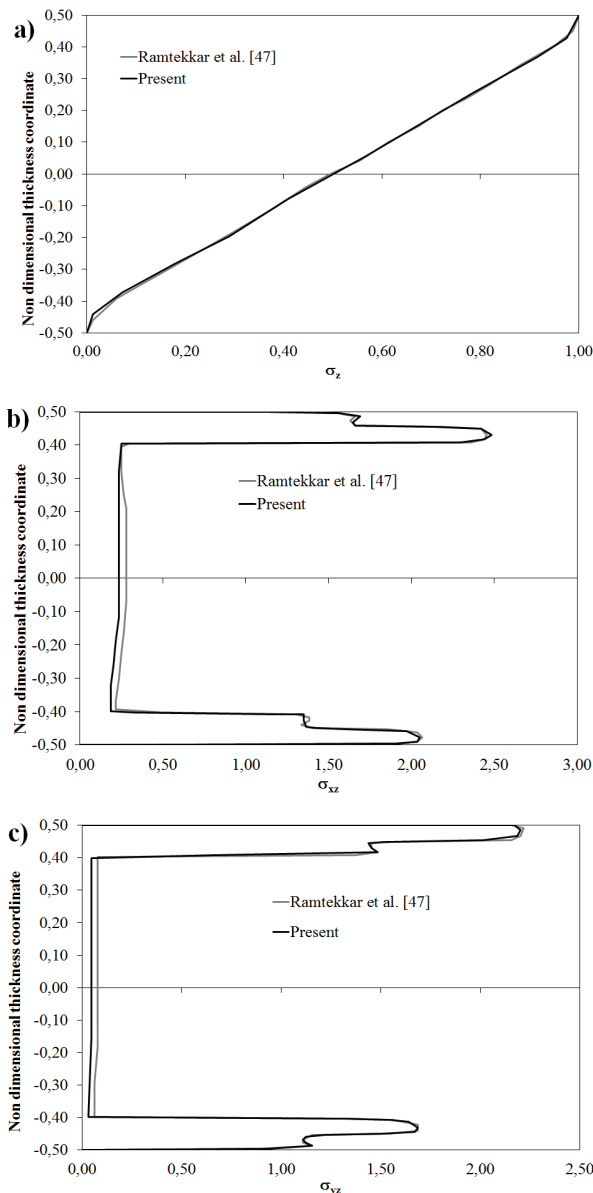 a)
Non dimensional thickness coordinate
0,50
0,40
0,30
0,20
0,10
0,00
-0,10
-0,20
-0,30
-0,40
-0,50
Ramtekkar et al. [47]
Present
0,00 0,20 0,40 0,60 0,80 1,00
σz
b)
Non dimensional thickness coordinate
0,50
0,40
0,30
0,20
0,10
0,00
-0,10
-0,20
-0,30
-0,40
-0,50
Ramtekkar et al. [47]
Present
0,00 0,50 1,00 1,50 2,00 2,50 3,00
σxz
c)
Non dimensional thickness coordinate
0,50
0,40
0,30
0,20
0,10
0,00
-0,10
-0,20
-0,30
-0,40
-0,50
Ramtekkar et al. [47]
Present
0,00 0,50 1,00 1,50 2,00 2,50
σyz